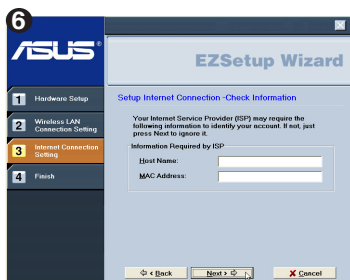 6
ASUS®
EZSetup Wizard
1 Hardware Setup
2 Wireless LAN
Connection Setting
3 Internet Connection
Setting
4 Finish
Setup Internet Connection -Check Information
Your Internet Service Provider (ISP) may require the
following information to identify your account. If not, just
press Next to ignore it.
Information Required by ISP
Host Name:
MAC Address:
< Back
Next >
X Cancel